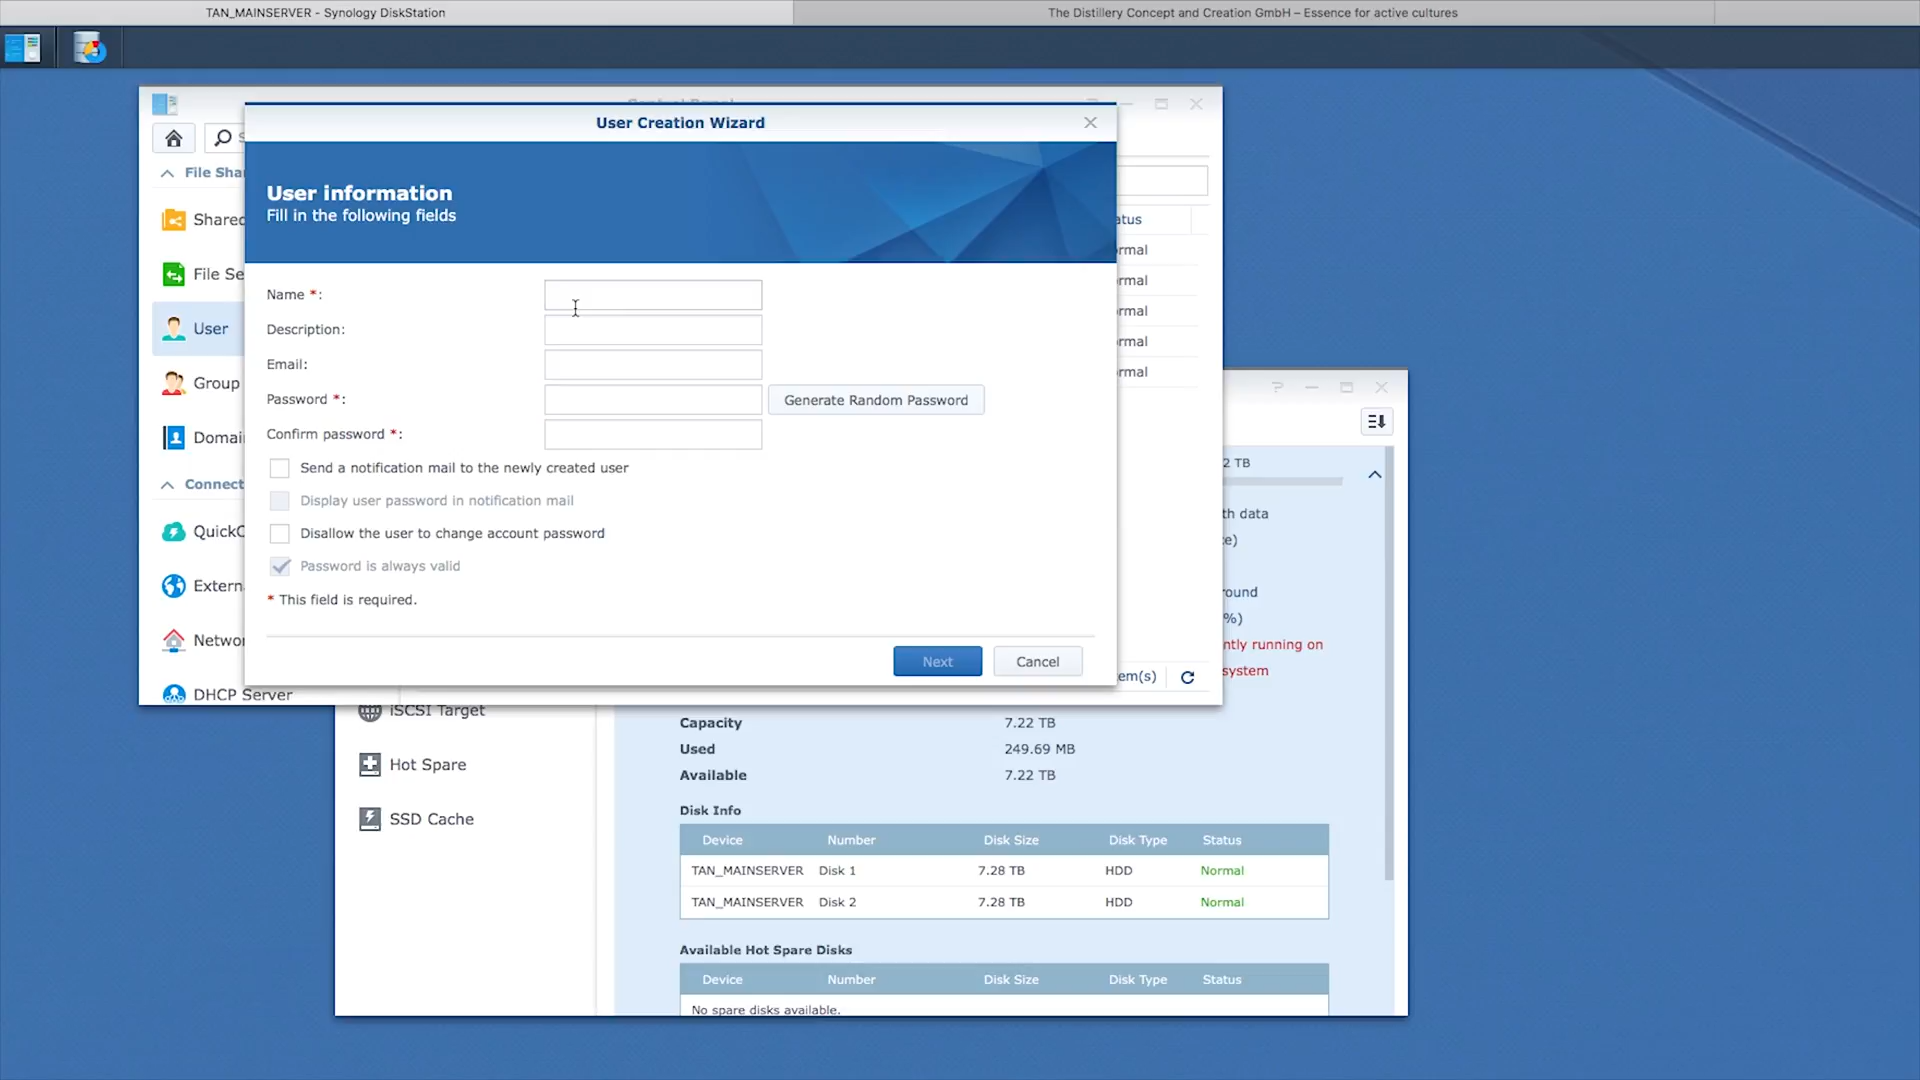 TAN_MAINSERVER - Synology DiskStation
The Distillery Concept and Creation GmbH – Essence for active cultures
User Creation Wizard
User information
Fill in the following fields
Name *:
Description:
Email:
Password *:
Generate Random Password
Confirm password *:
Send a notification mail to the newly created user
Display user password in notification mail
Disallow the user to change account password
Password is always valid
* This field is required.
Next
Cancel
File Sha
Shared
File Se
User
Group
Domai
Connect
QuickC
Extern
Networ
DHCP Server
atus
rmal
rmal
rmal
rmal
rmal
em(s)
2 TB
th data
e)
round
%)
ntly running on
system
iSCSI Target
Hot Spare
SSD Cache
Capacity 7.22 TB
Used 249.69 MB
Available 7.22 TB
Disk Info
Device Number Disk Size Disk Type Status
TAN_MAINSERVER Disk 1 7.28 TB HDD Normal
TAN_MAINSERVER Disk 2 7.28 TB HDD Normal
Available Hot Spare Disks
Device Number Disk Size Disk Type Status
No spare disks available.